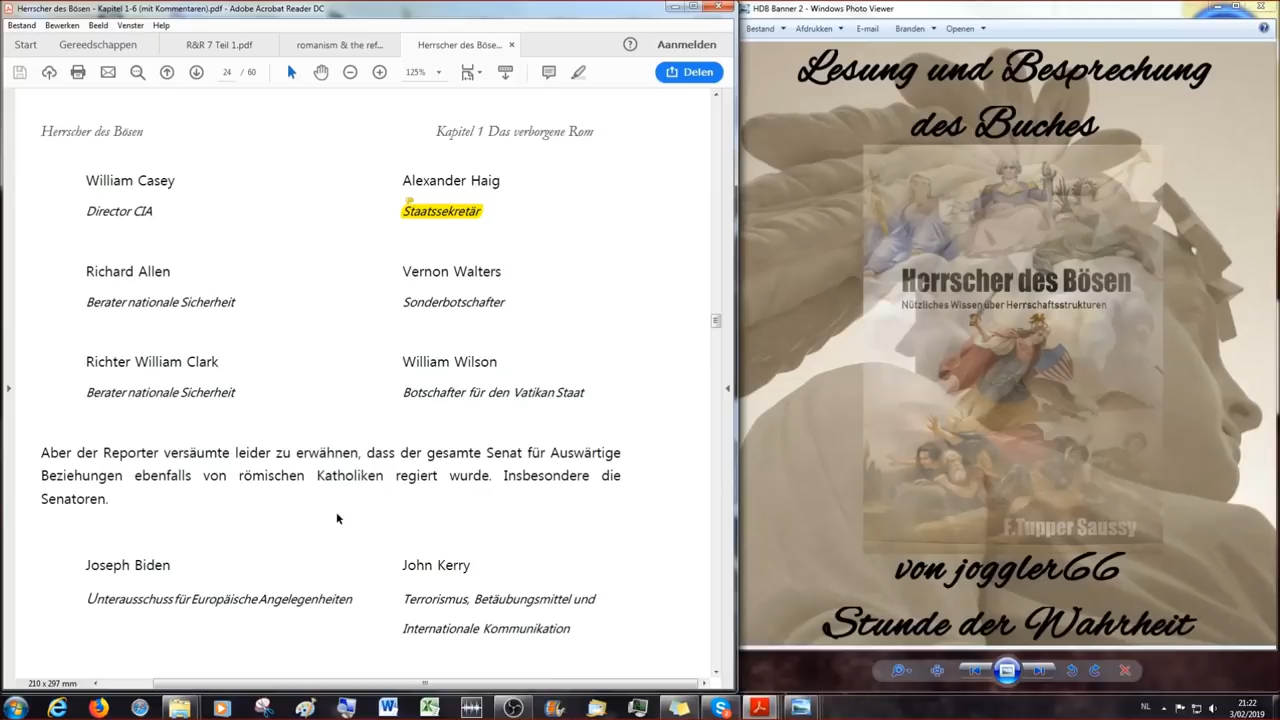 Herrscher des Bösen - Kapitel 1-6 (mit Kommentaren).pdf - Adobe Acrobat Reader DC
Bestand Bewerken Beeld Venster Help
Start Gereedschappen R&R 7 Teil 1.pdf romanism & the ref... Herrscher des Böse... × Aanmelden
24 / 60 125% Delen
Herrscher des Bösen Kapitel 1 Das verborgene Rom
William Casey Alexander Haig
Director CIA Staatssekretär
Richard Allen Vernon Walters
Berater nationale Sicherheit Sonderbotschafter
Richter William Clark William Wilson
Berater nationale Sicherheit Botschafter für den Vatikan Staat
Aber der Reporter versäumte leider zu erwähnen, dass der gesamte Senat für Auswärtige
Beziehungen ebenfalls von römischen Katholiken regiert wurde. Insbesondere die
Senatoren.
Joseph Biden John Kerry
Unterausschuss für Europäische Angelegenheiten Terrorismus, Betäubungsmittel und
Internationale Kommunikation
210 x 297 mm
HDB Banner 2 - Windows Photo Viewer
Bestand Afdrukken E-mail Branden Openen
Lesung und Besprechung
des Buches
Herrscher des Bösen
Nützliches Wissen über Herrschaftsstrukturen
F.Tupper Saussy
von joggler66
Stunde der Wahrheit
NL 21:22
3/02/2019